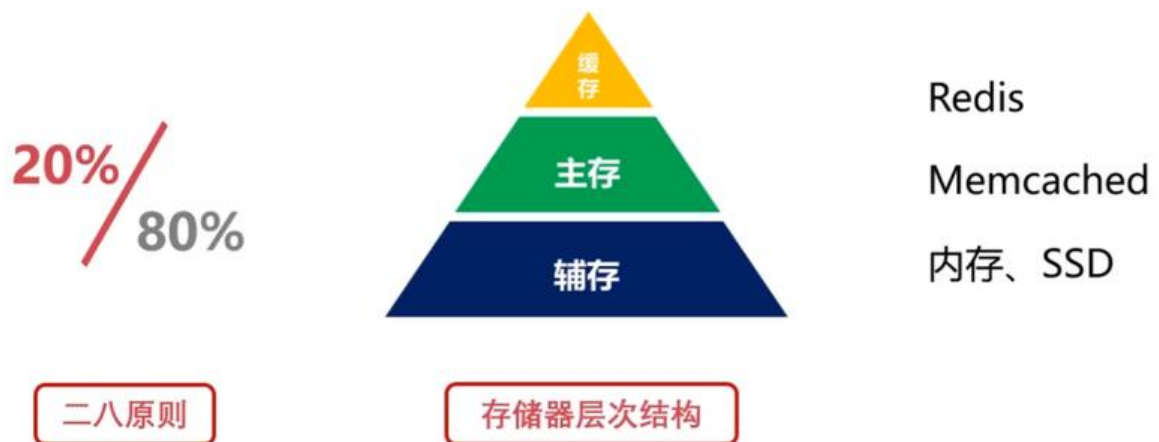 20%
80%
二八原则
缓
存
主存
辅存
存储器层次结构
Redis
Memcached
内存、SSD